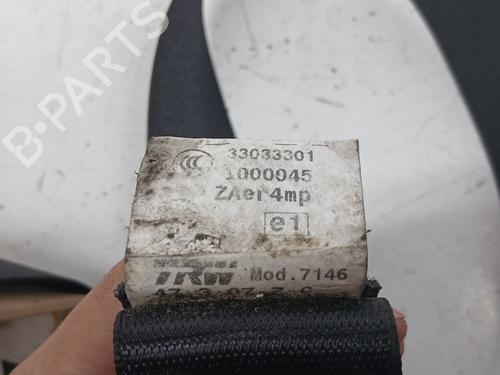 B-PARTS
33033301
1000045
ZAer4mp
e1
TRW Mod.7146